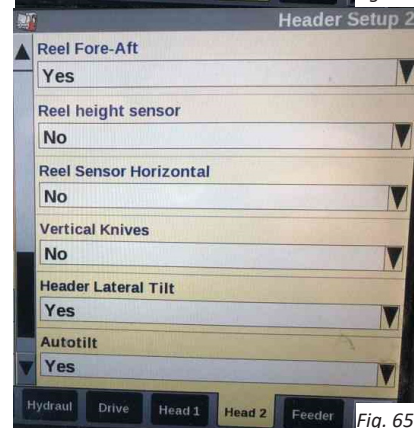 Header Setup 2
Reel Fore-Aft
Yes
Reel height sensor
No
Reel Sensor Horizontal
No
Vertical Knives
No
Header Lateral Tilt
Yes
Autotilt
Yes
Hydraul Drive Head 1 Head 2 Feeder
Fig. 65